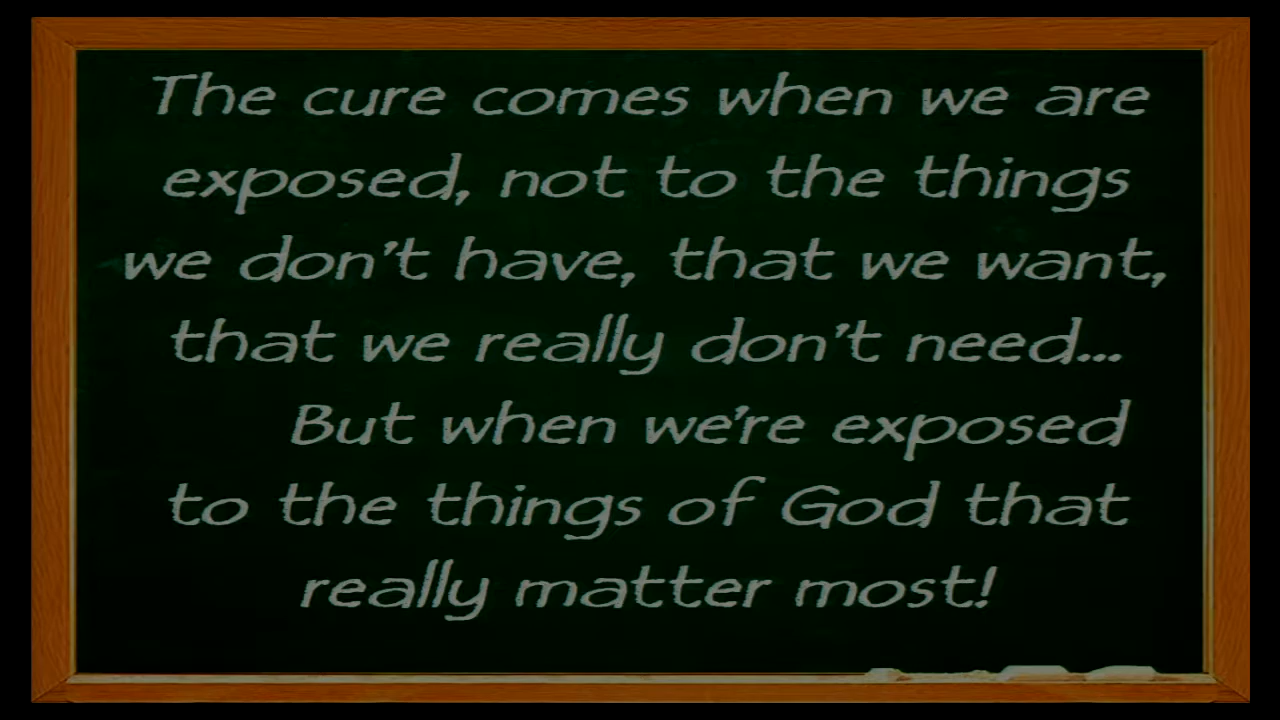 The cure comes when we are
exposed, not to the things
we don't have, that we want,
that we really don't need...
But when we're exposed
to the things of God that
really matter most!